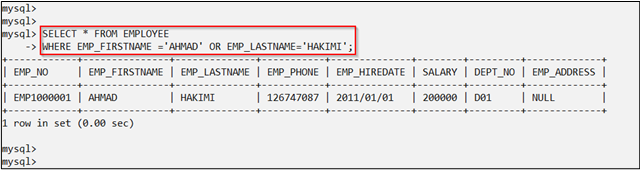 mysql>
mysql>
mysql> SELECT * FROM EMPLOYEE
    -> WHERE EMP_FIRSTNAME ='AHMAD' OR EMP_LASTNAME='HAKIMI';
+------------+---------------+--------------+-----------+--------------+--------+---------+-------------+
| EMP_NO     | EMP_FIRSTNAME | EMP_LASTNAME | EMP_PHONE | EMP_HIREDATE | SALARY | DEPT_NO | EMP_ADDRESS |
+------------+---------------+--------------+-----------+--------------+--------+---------+-------------+
| EMP1000001 | AHMAD         | HAKIMI       | 126747087 | 2011/01/01   | 200000 | D01     | NULL        |
+------------+---------------+--------------+-----------+--------------+--------+---------+-------------+
1 row in set (0.00 sec)
mysql>
mysql>